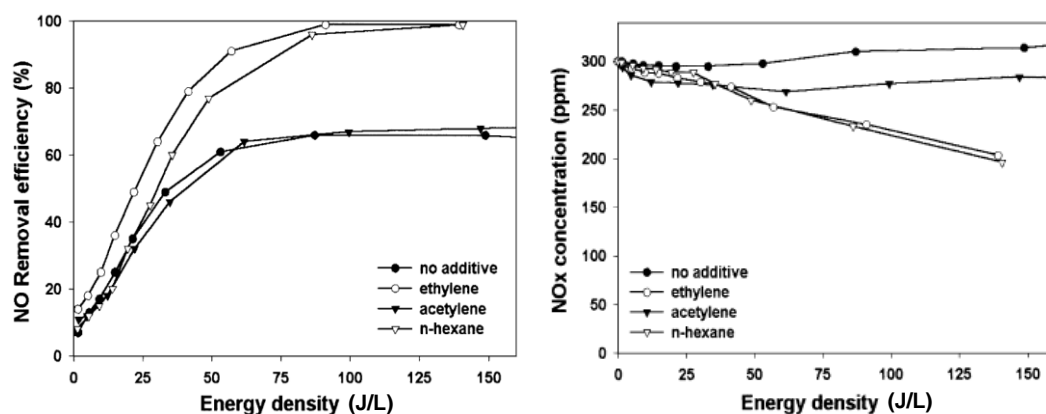 NO Removal efficiency (%)
100
80
60
40
20
0
no additive
ethylene
acetylene
n-hexane
0 25 50 75 100 125 150
Energy density (J/L)
NOx concentration (ppm)
350
300
250
200
150
100
50
0
no additive
ethylene
acetylene
n-hexane
0 25 50 75 100 125 150
Energy density (J/L)